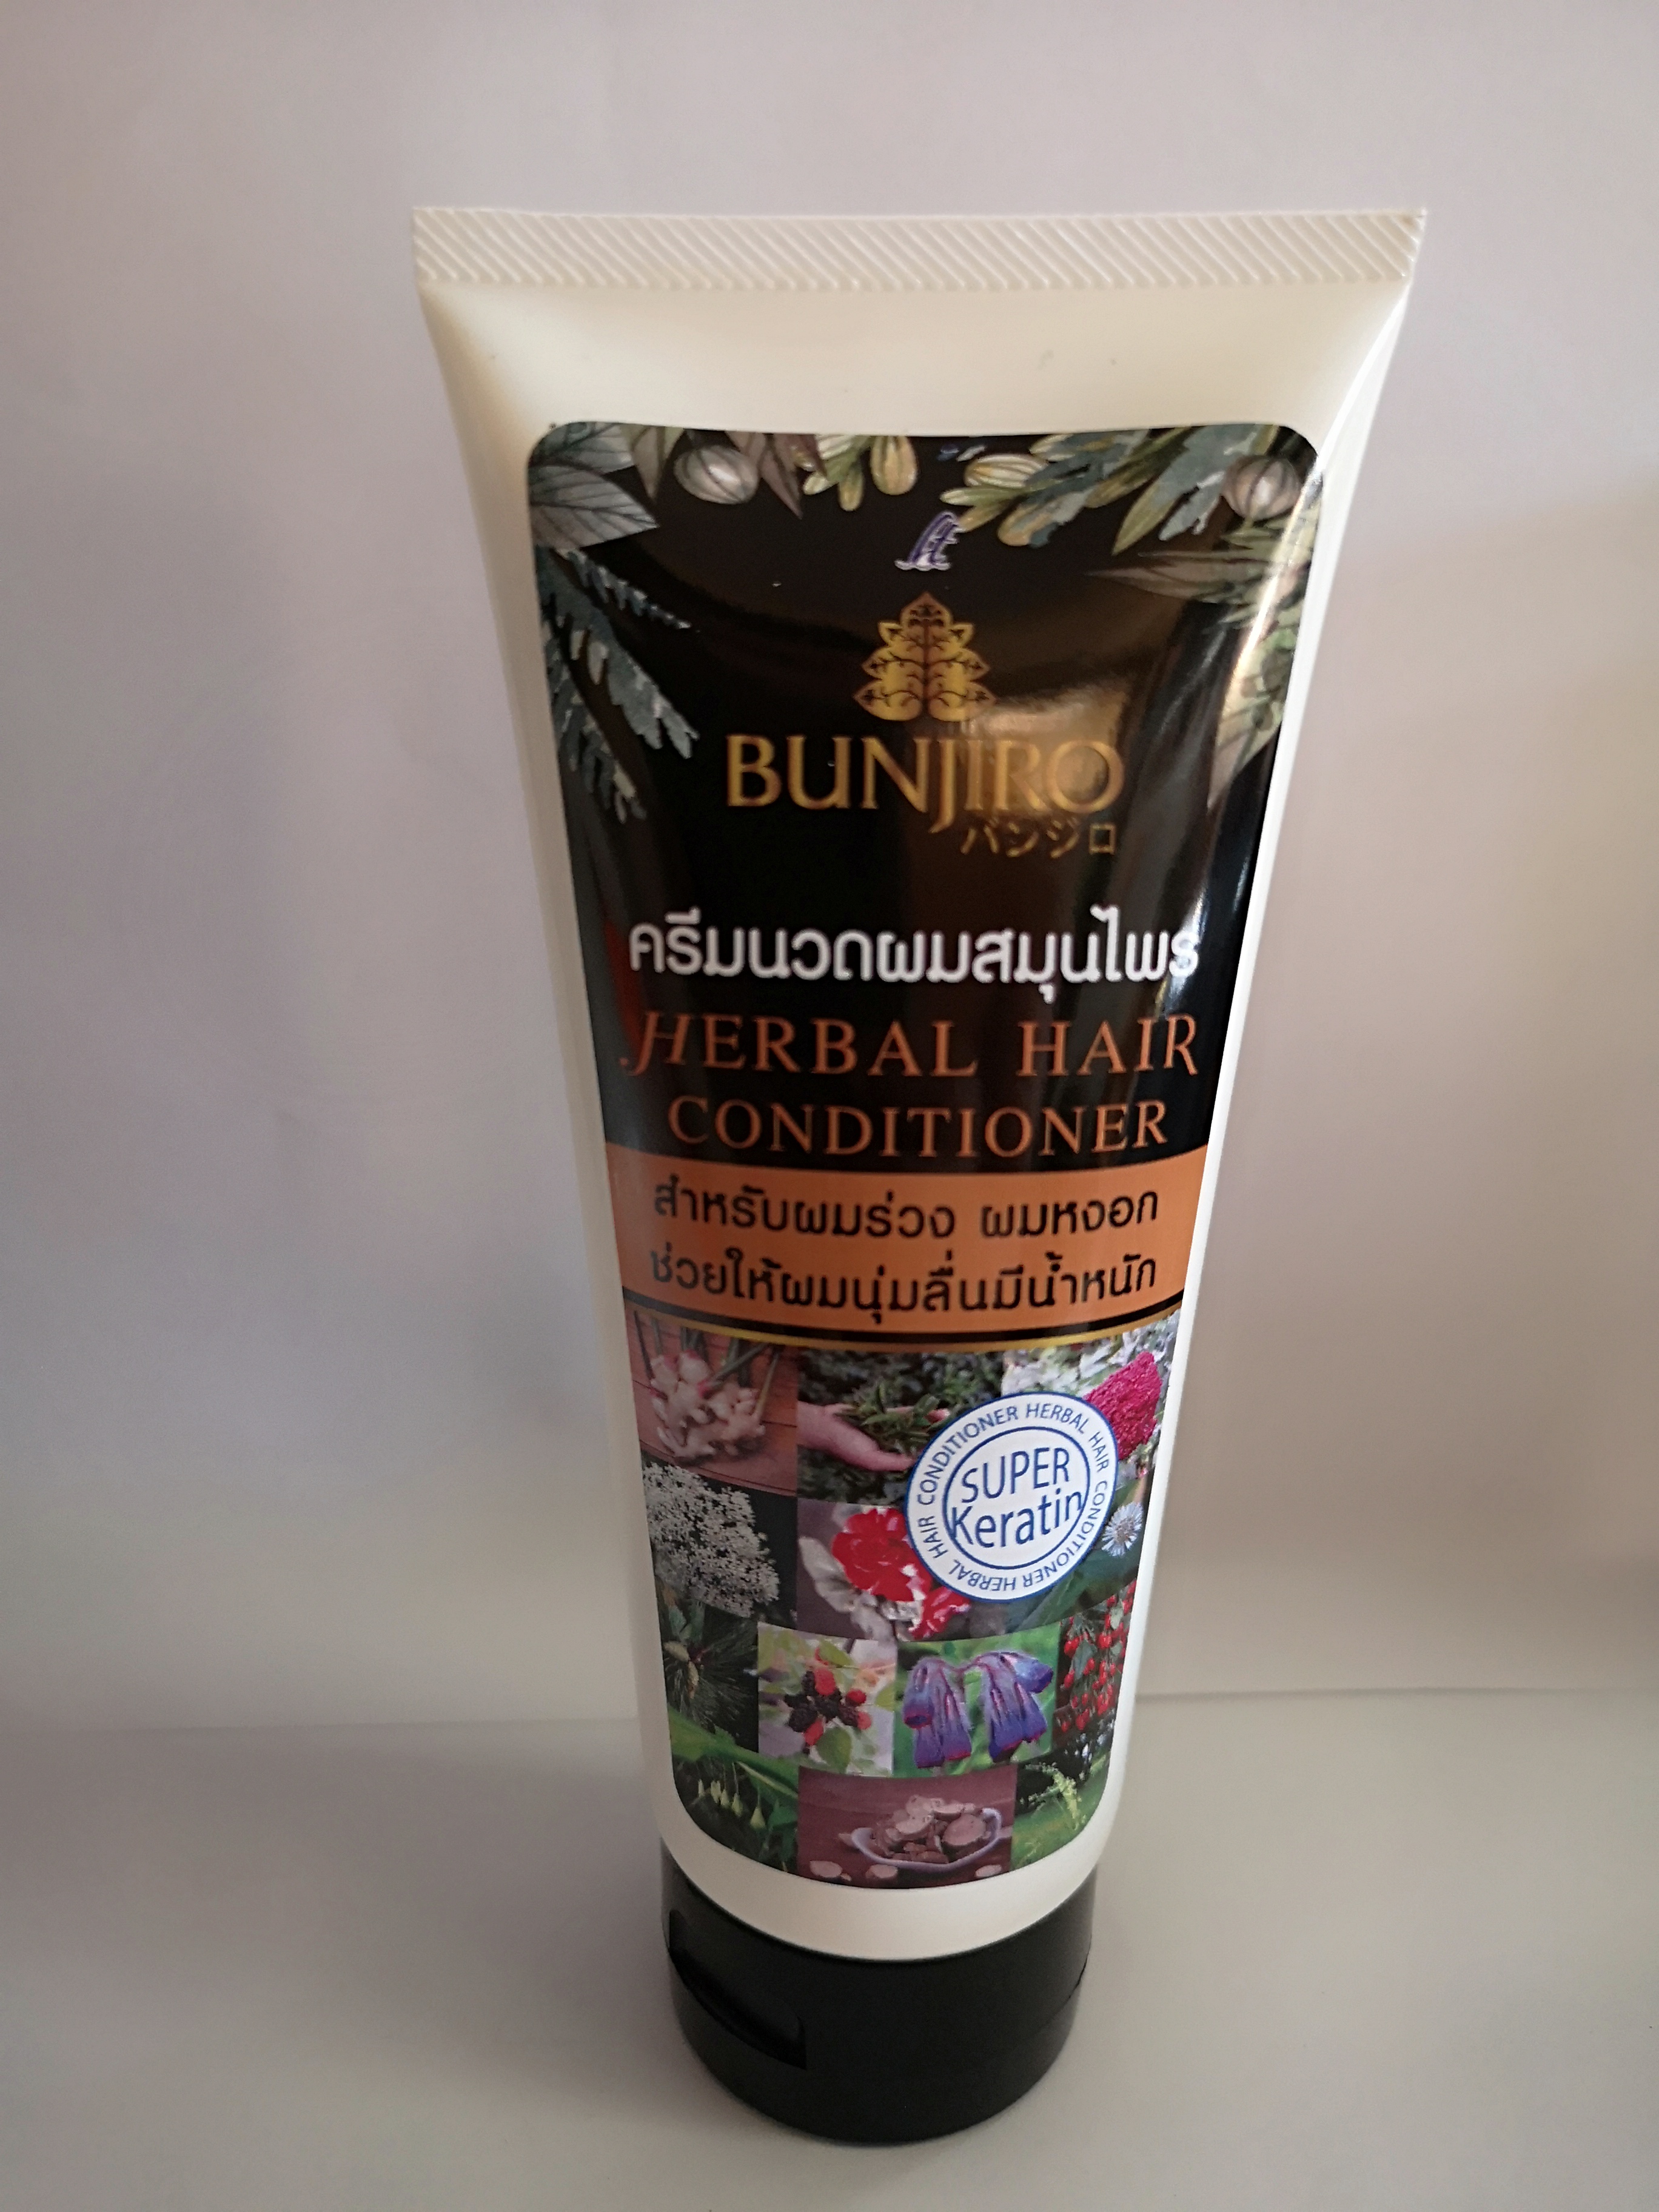 BUNJIRO
バンジロ
ครีมนวดผมสมุนไพร
HERBAL HAIR
CONDITIONER
สำหรับผมร่วง ผมหงอก
ช่วยให้ผมนุ่มลื่นมีน้ำหนัก
SUPER
Keratin
HERBAL HAIR CONDITIONER HERBAL HAIR CONDITIONER